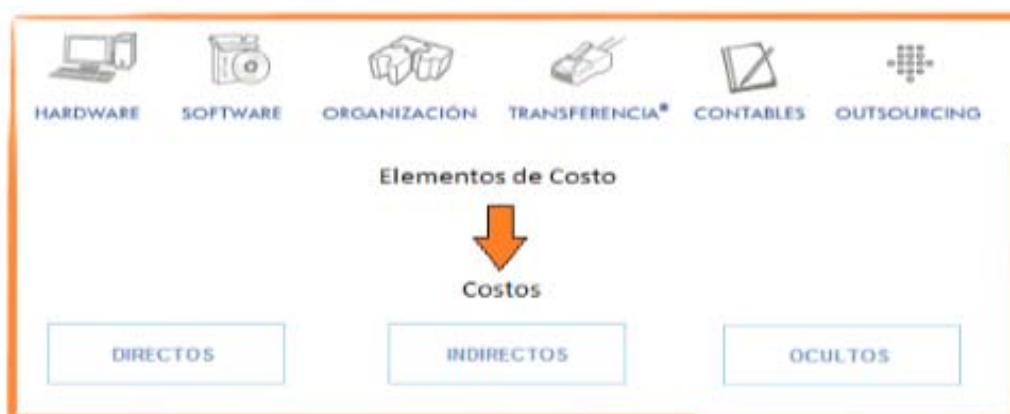 HARDWARE SOFTWARE ORGANIZACIÓN TRANSFERENCIA® CONTABLES OUTSOURCING
Elementos de Costo
Costos
DIRECTOS INDIRECTOS OCULTOS